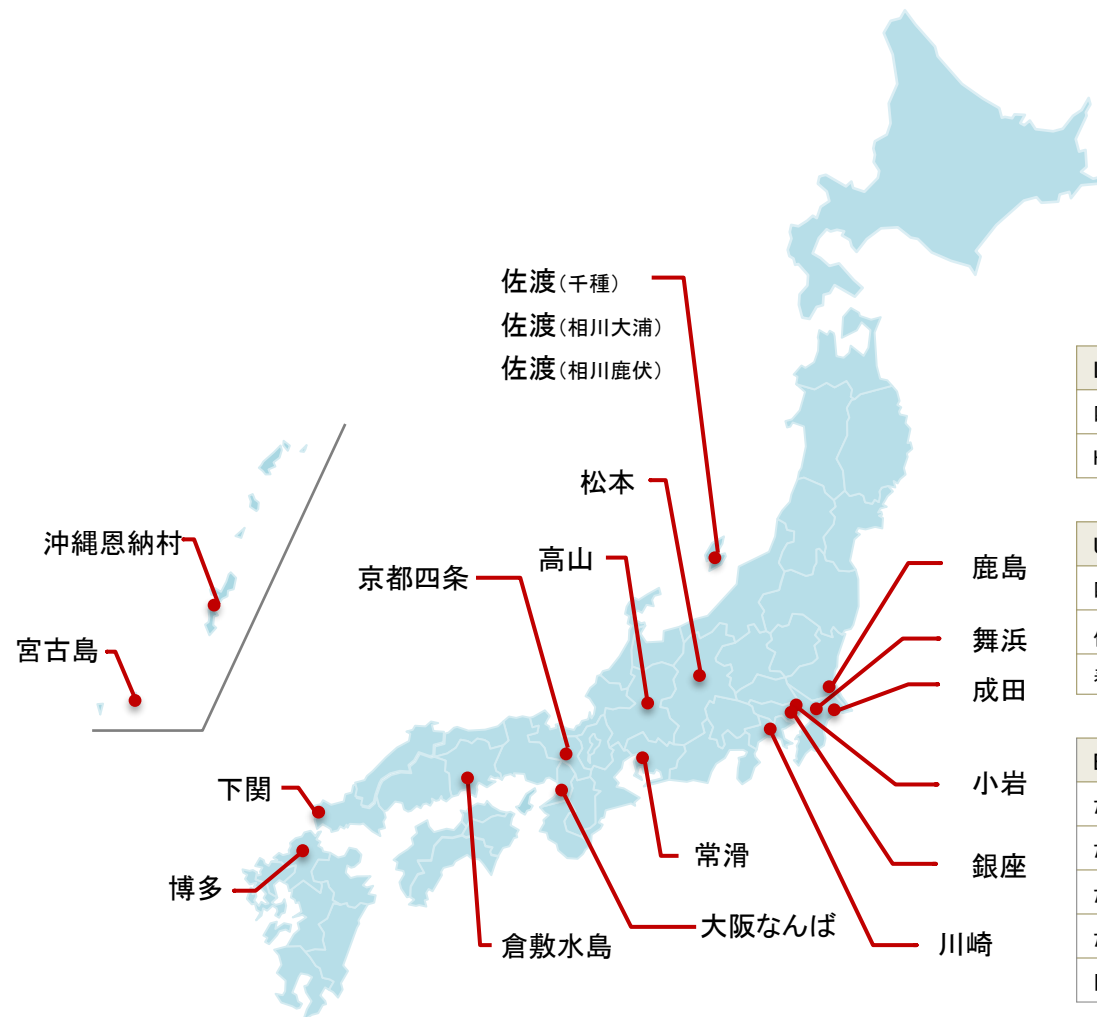 佐渡（千種）
佐渡（相川大浦）
佐渡（相川鹿伏）
松本
高山
京都四条
沖縄恩納村
宮古島
鹿島
舞浜
成田
小岩
銀座
川崎
下関
博多
常滑
大阪なんば
倉敷水島